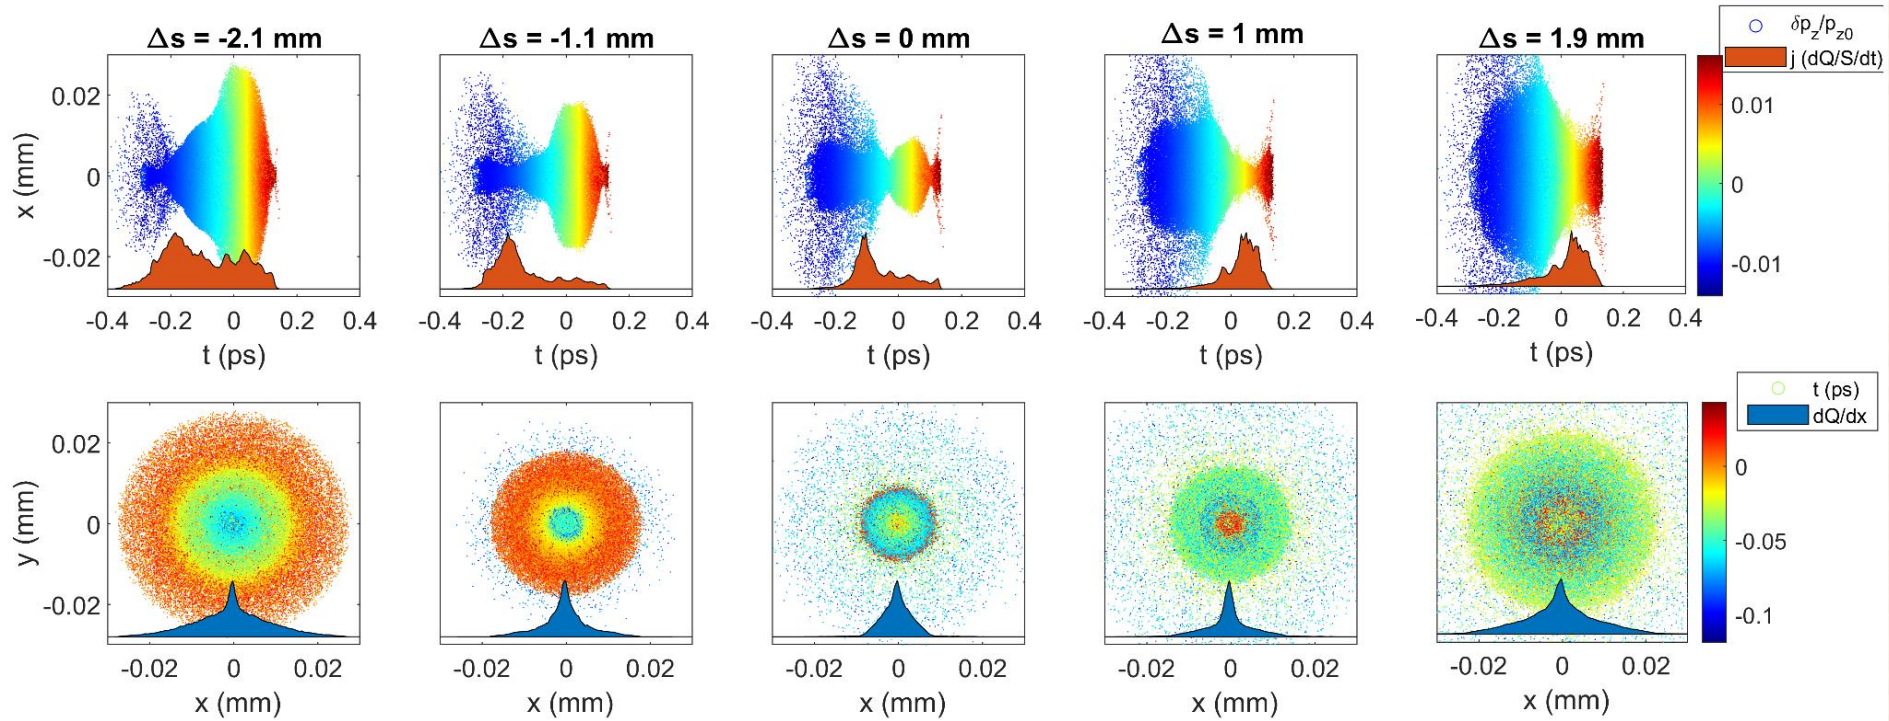 Δs = -2.1 mm
Δs = -1.1 mm
Δs = 0 mm
Δs = 1 mm
Δs = 1.9 mm
δp_z/p_z0
j (dQ/S/dt)
x (mm)
0.02
0
-0.02
0.01
0
-0.01
-0.4 -0.2 0 0.2 0.4
-0.4 -0.2 0 0.2 0.4
-0.4 -0.2 0 0.2 0.4
-0.4 -0.2 0 0.2 0.4
-0.4 -0.2 0 0.2 0.4
t (ps)
t (ps)
t (ps)
t (ps)
t (ps)
t (ps)
dQ/dx
y (mm)
0.02
0
-0.02
0
-0.05
-0.1
-0.02 0 0.02
-0.02 0 0.02
-0.02 0 0.02
-0.02 0 0.02
-0.02 0 0.02
x (mm)
x (mm)
x (mm)
x (mm)
x (mm)